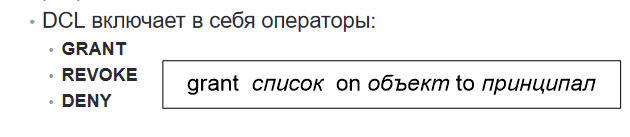 • DCL включает в себя операторы:
• GRANT
• REVOKE
• DENY
grant список on объект to принципал